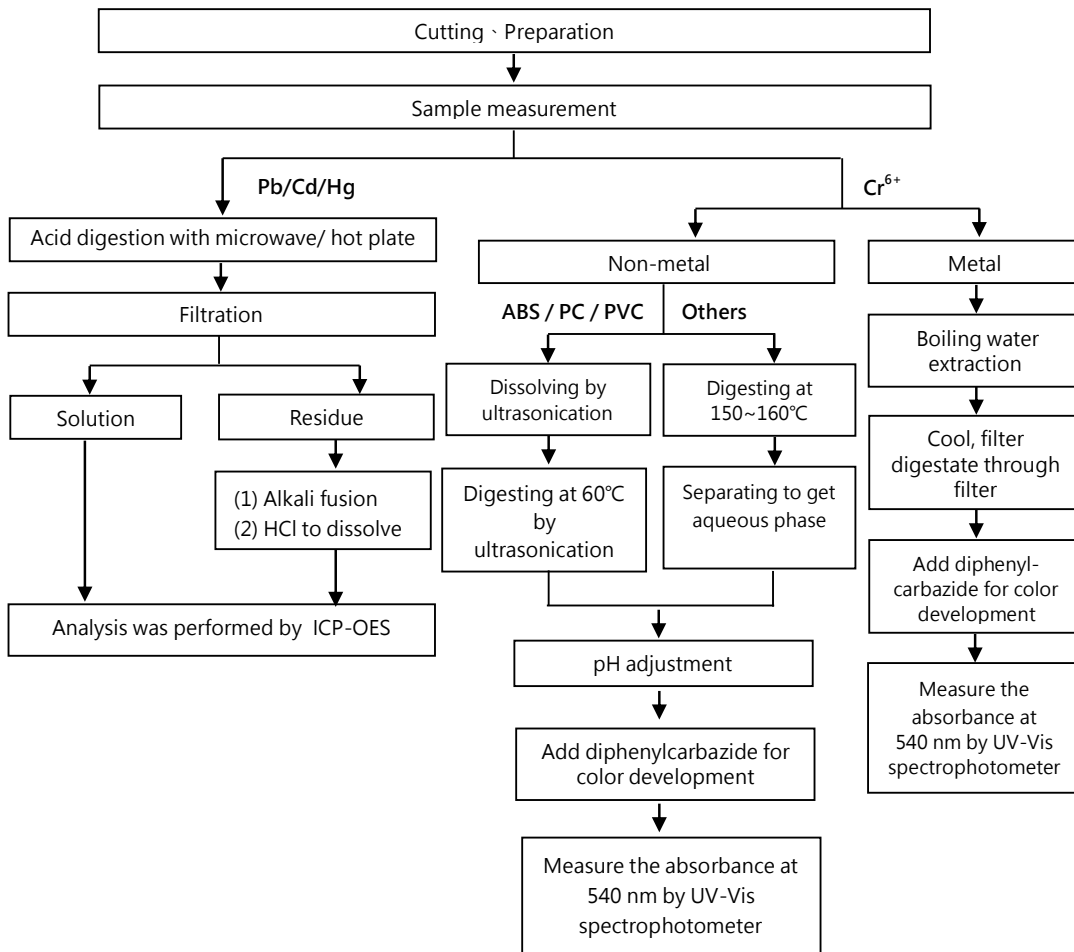 Cutting、Preparation
Sample measurement
Pb/Cd/Hg
Cr⁶⁺
Acid digestion with microwave/ hot plate
Filtration
Solution
Residue
(1) Alkali fusion
(2) HCl to dissolve
Analysis was performed by ICP-OES
Non-metal
ABS / PC / PVC
Others
Dissolving by
ultrasonication
Digesting at
150~160℃
Digesting at 60℃
by
ultrasonication
Separating to get
aqueous phase
pH adjustment
Add diphenylcarbazide for
color development
Measure the absorbance at
540 nm by UV-Vis
spectrophotometer
Metal
Boiling water
extraction
Cool, filter
digestate through
filter
Add diphenyl-
carbazide for color
development
Measure the
absorbance at
540 nm by UV-Vis
spectrophotometer